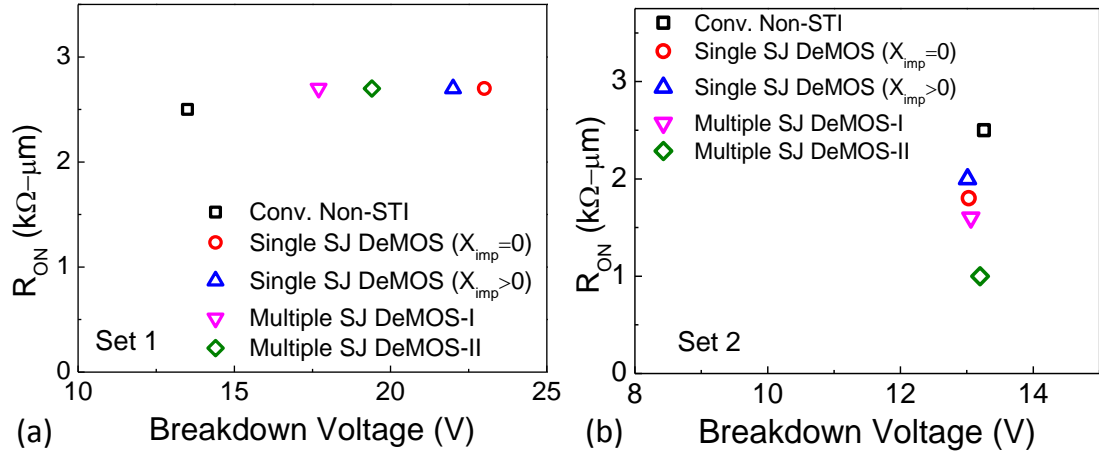 3
2
1
0
R_ON (kΩ−μm)
Conv. Non-STI
Single SJ DeMOS (X_imp=0)
Single SJ DeMOS (X_imp>0)
Multiple SJ DeMOS-I
Multiple SJ DeMOS-II
Set 1
10 15 20 25
Breakdown Voltage (V)
(a)
3
2
1
0
R_ON (kΩ−μm)
Conv. Non-STI
Single SJ DeMOS (X_imp=0)
Single SJ DeMOS (X_imp>0)
Multiple SJ DeMOS-I
Multiple SJ DeMOS-II
Set 2
8 10 12 14
Breakdown Voltage (V)
(b)